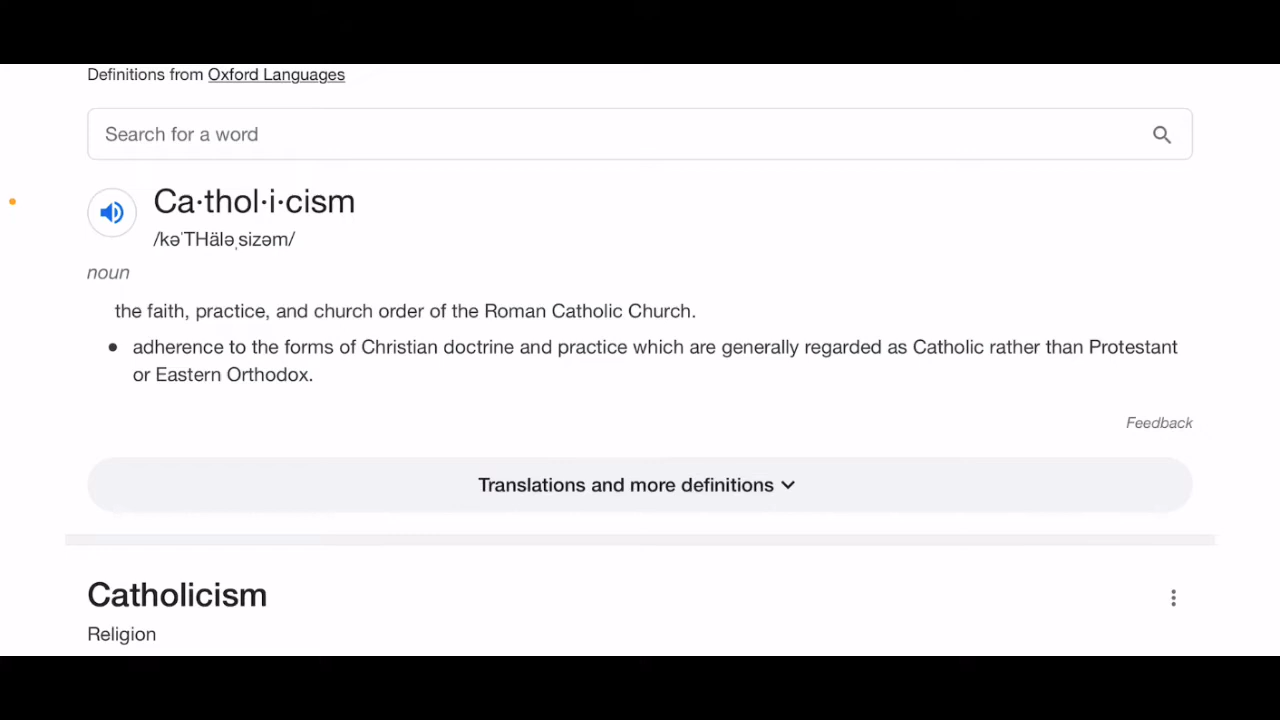 Definitions from Oxford Languages
Search for a word
Ca·thol·i·cism
/kəˈTHäləˌsizəm/
noun
the faith, practice, and church order of the Roman Catholic Church.
• adherence to the forms of Christian doctrine and practice which are generally regarded as Catholic rather than Protestant
or Eastern Orthodox.
Feedback
Translations and more definitions
Catholicism
Religion